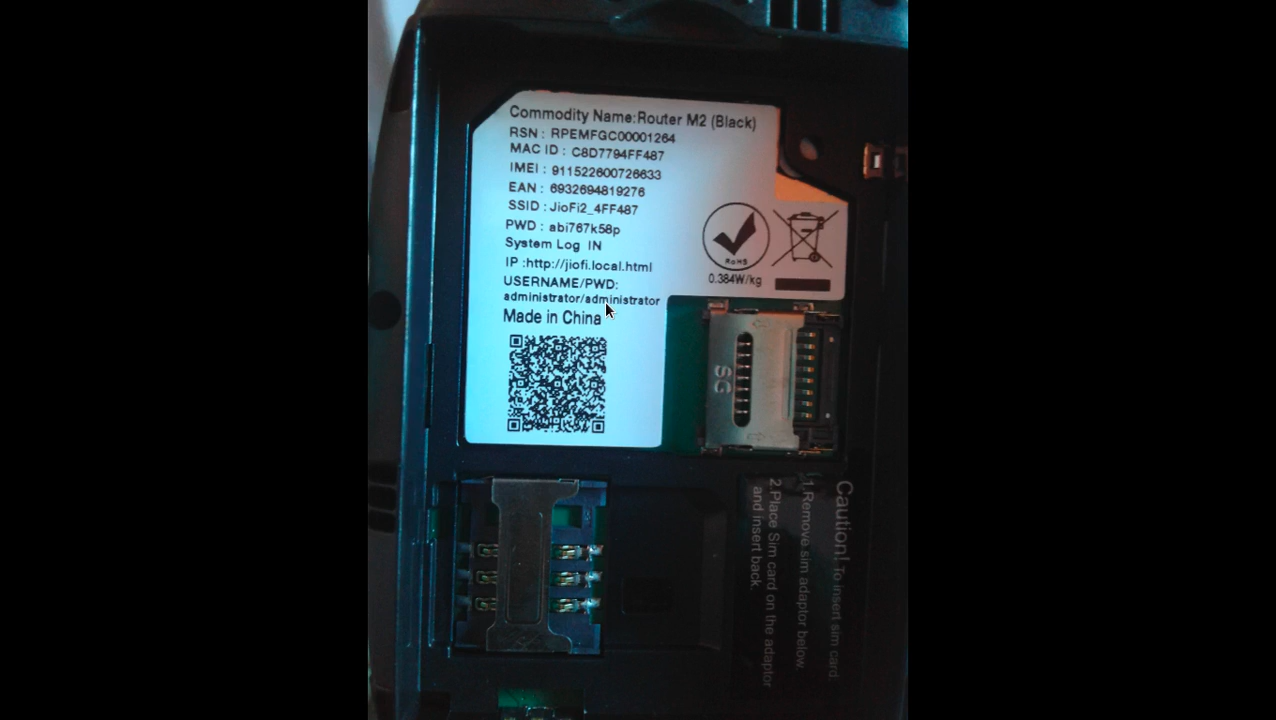 Commodity Name:Router M2 (Black)
RSN : RPEMFGC00001264
MAC ID : C8D7794FF487
IMEI : 911522600726633
EAN : 6932694819276
SSID : JioFi2_4FF487
PWD : abi767k58p
System Log IN
IP :http://jiofi.local.html
USERNAME/PWD:
administrator/administrator
Made in China
RoHS
0.384W/kg
SG
Caution! To insert sim card
1.Remove sim adaptor below.
2.Place Sim card on the adaptor
and insert back.